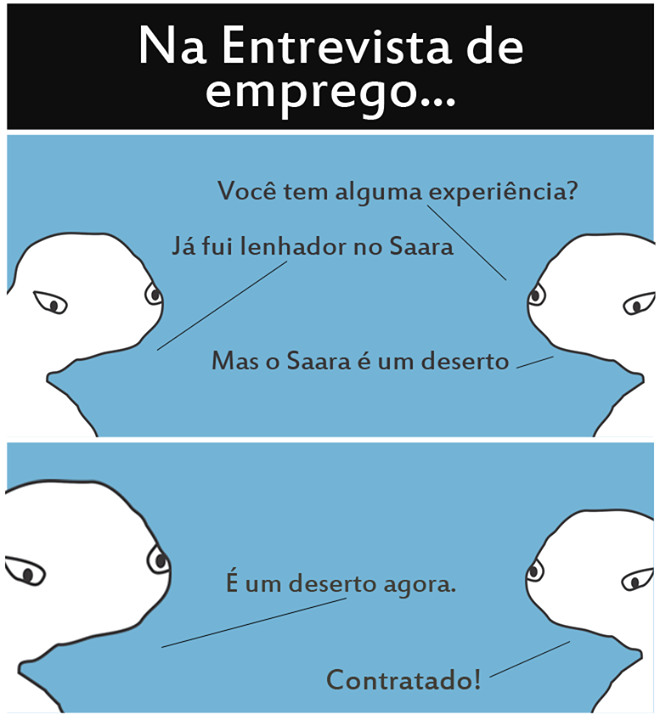 Na Entrevista de
emprego...
Você tem alguma experiência?
Já fui lenhador no Saara
Mas o Saara é um deserto
É um deserto agora.
Contratado!